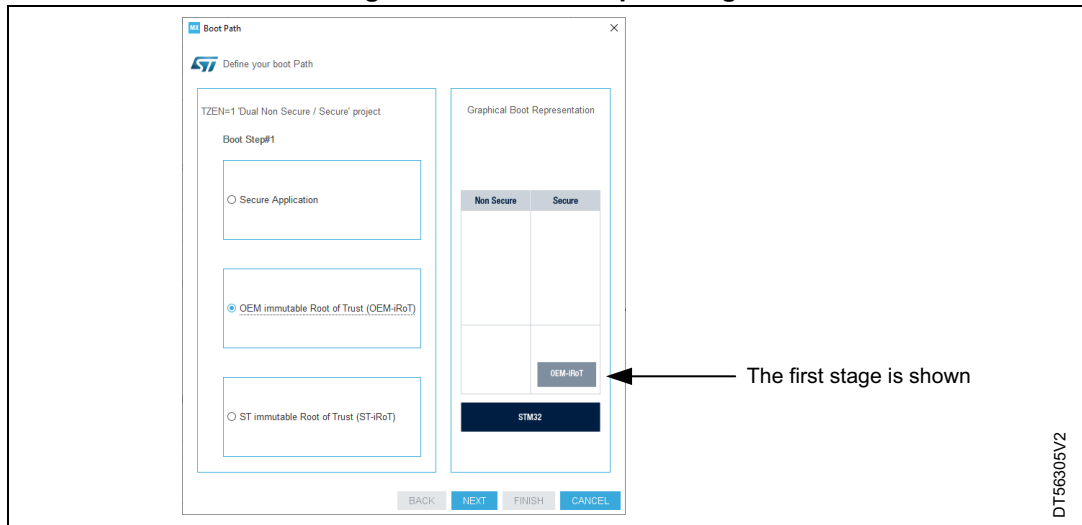 MX Boot Path
ST Define your boot Path
TZEN=1 'Dual Non Secure / Secure' project
Boot Step#1
Secure Application
OEM immutable Root of Trust (OEM-iRoT)
ST immutable Root of Trust (ST-iRoT)
Graphical Boot Representation
Non Secure Secure
OEM-iRoT
STM32
The first stage is shown
BACK NEXT FINISH CANCEL
DT56305V2